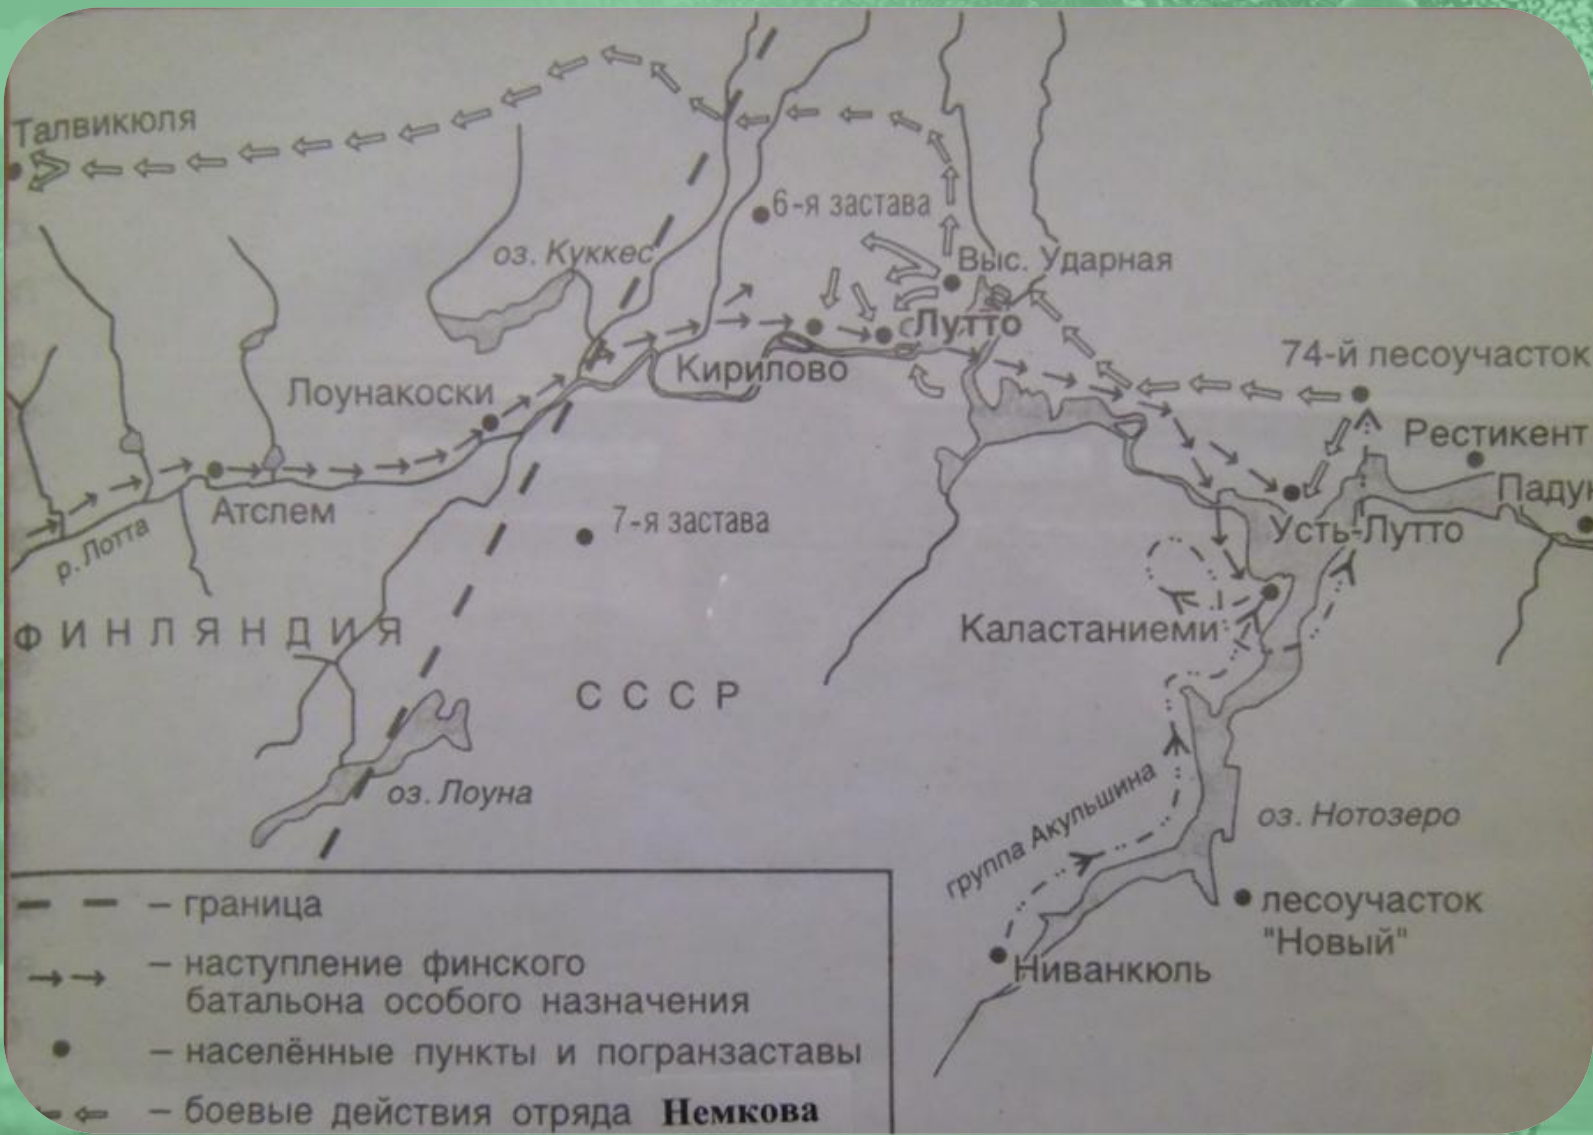 Талвикюля
6-я застава
оз. Куккес
Выс. Ударная
Лутто
74-й лесоучасток
Кирилово
Лоунакоски
Рестикент
Падун
Атслем
7-я застава
Усть-Лутто
р. Лотта
ФИНЛЯНДИЯ
Каластаниеми
СССР
оз. Лоуна
группа Акульшина
оз. Нотозеро
лесоучасток
"Новый"
Ниванкюль
– граница
– наступление финского
батальона особого назначения
– населённые пункты и погранзаставы
– боевые действия отряда Немкова